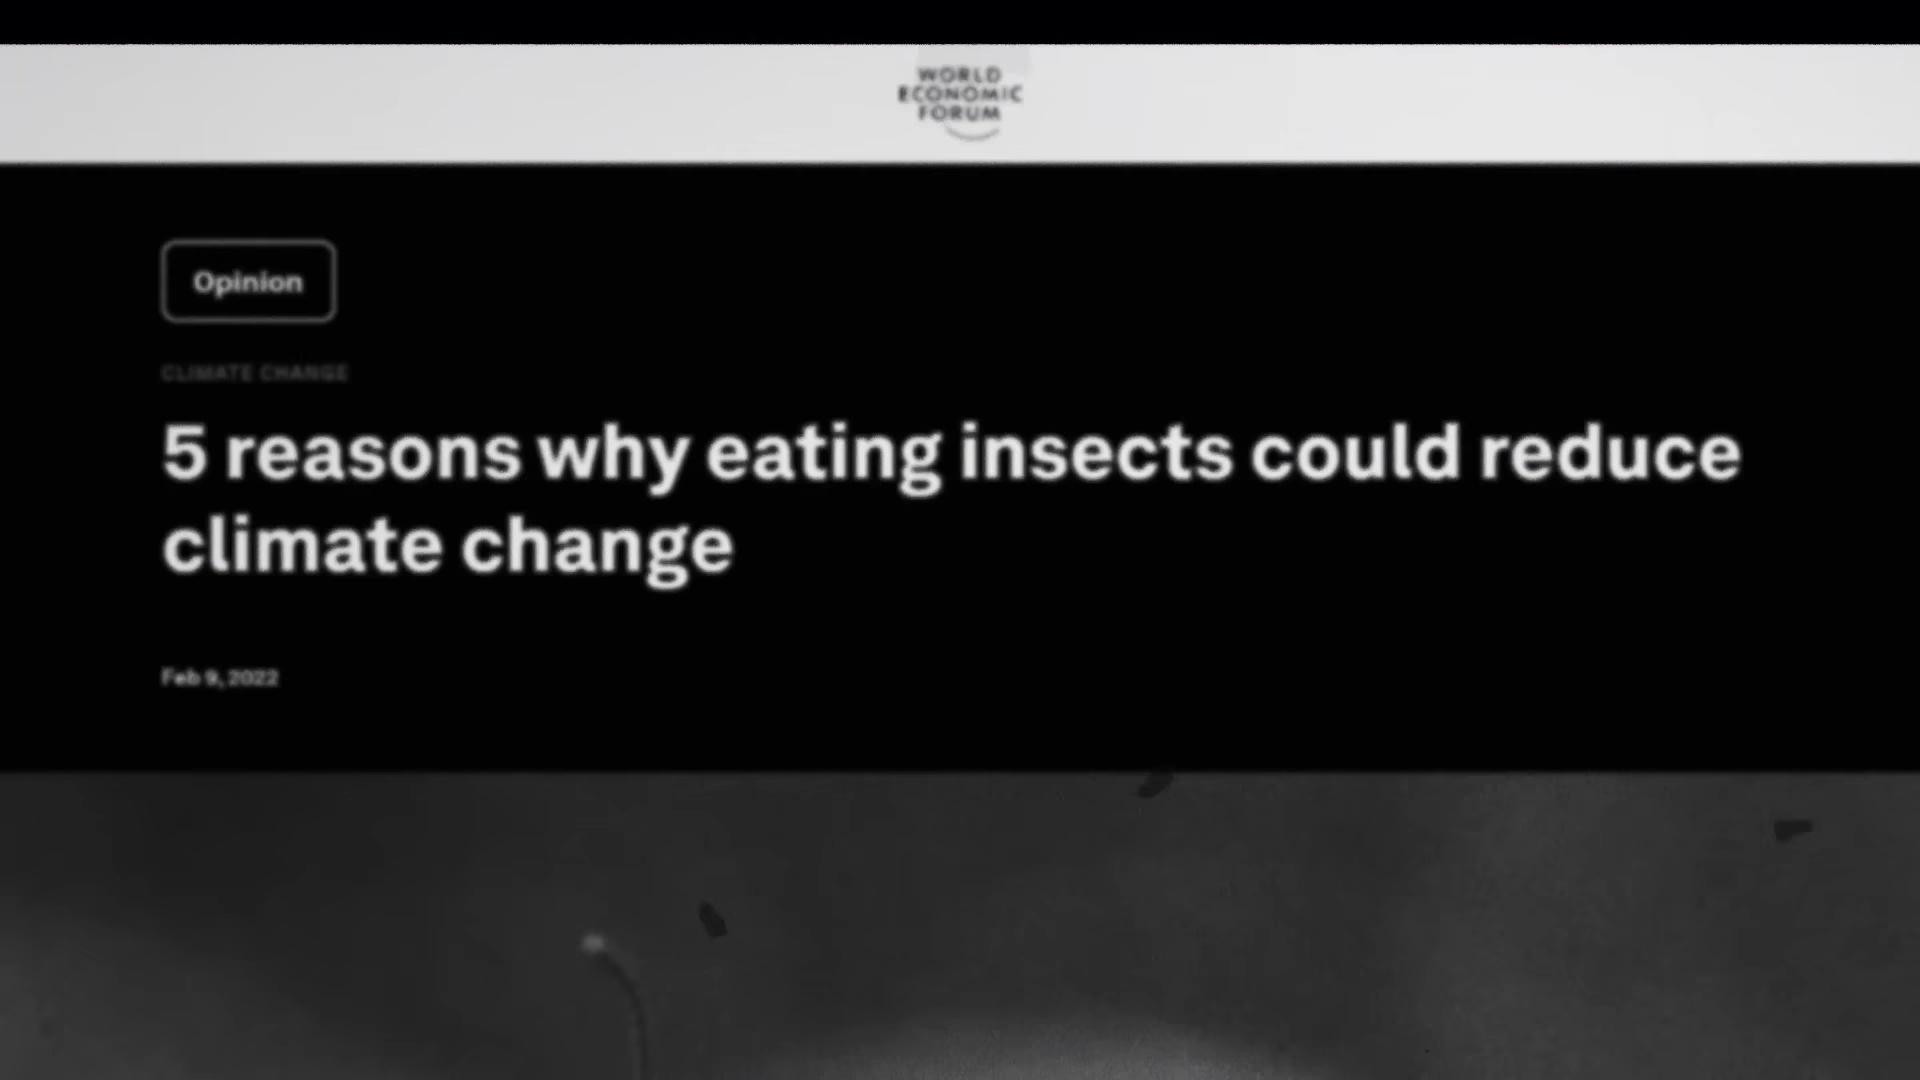 WORLD
ECONOMIC
FORUM
Opinion
CLIMATE CHANGE
5 reasons why eating insects could reduce
climate change
Feb 9, 2022